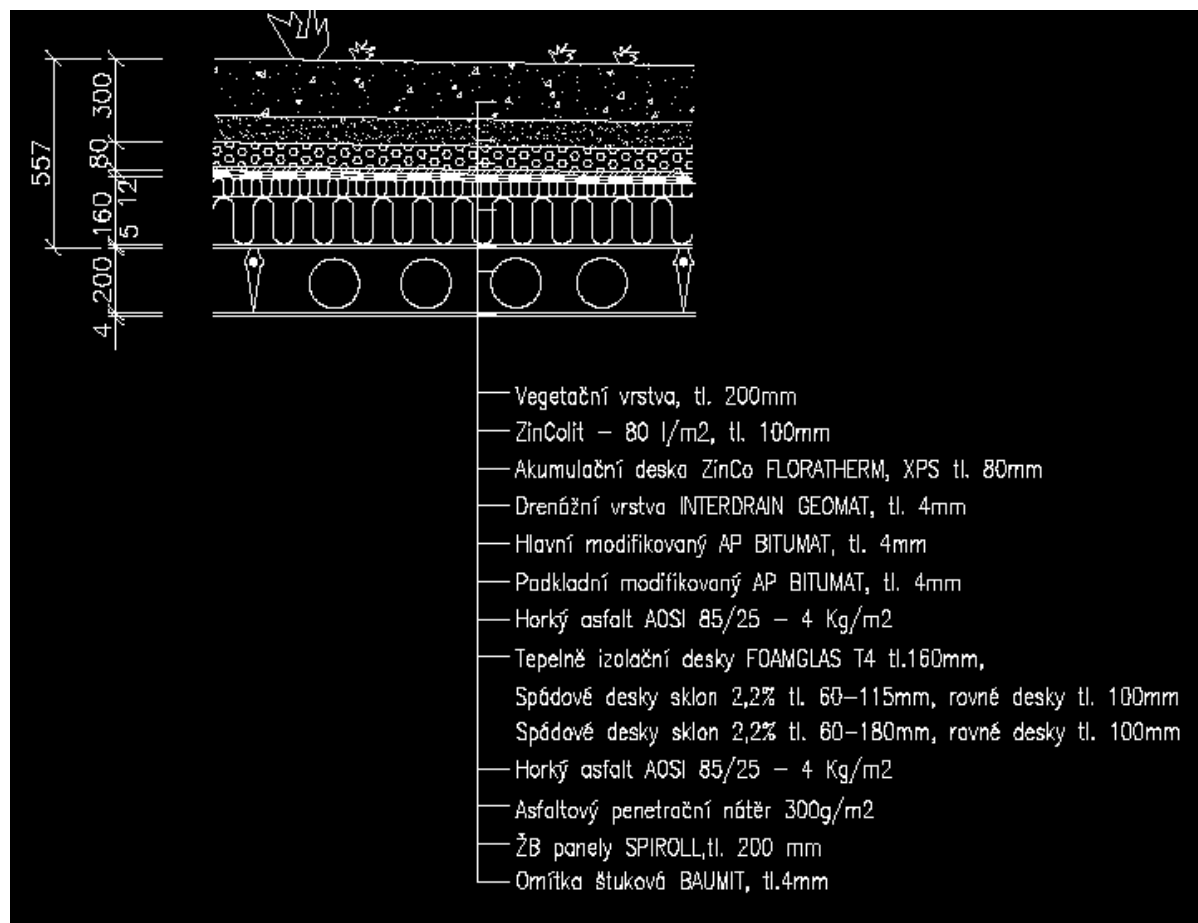 300
80
12
160
5
557
200
4
Vegetační vrstva, tl. 200mm
ZinColit – 80 l/m2, tl. 100mm
Akumulační deska ZinCo FLORATHERM, XPS tl. 80mm
Drenážní vrstva INTERDRAIN GEOMAT, tl. 4mm
Hlavní modifikovaný AP BITUMAT, tl. 4mm
Podkladní modifikovaný AP BITUMAT, tl. 4mm
Horký asfalt AOSI 85/25 – 4 Kg/m2
Tepelně izolační desky FOAMGLAS T4 tl.160mm,
Spádové desky sklon 2,2% tl. 60–115mm, rovné desky tl. 100mm
Spádové desky sklon 2,2% tl. 60–180mm, rovné desky tl. 100mm
Horký asfalt AOSI 85/25 – 4 Kg/m2
Asfaltový penetrační nátěr 300g/m2
ŽB panely SPIROLL,tl. 200 mm
Omítka štuková BAUMIT, tl.4mm